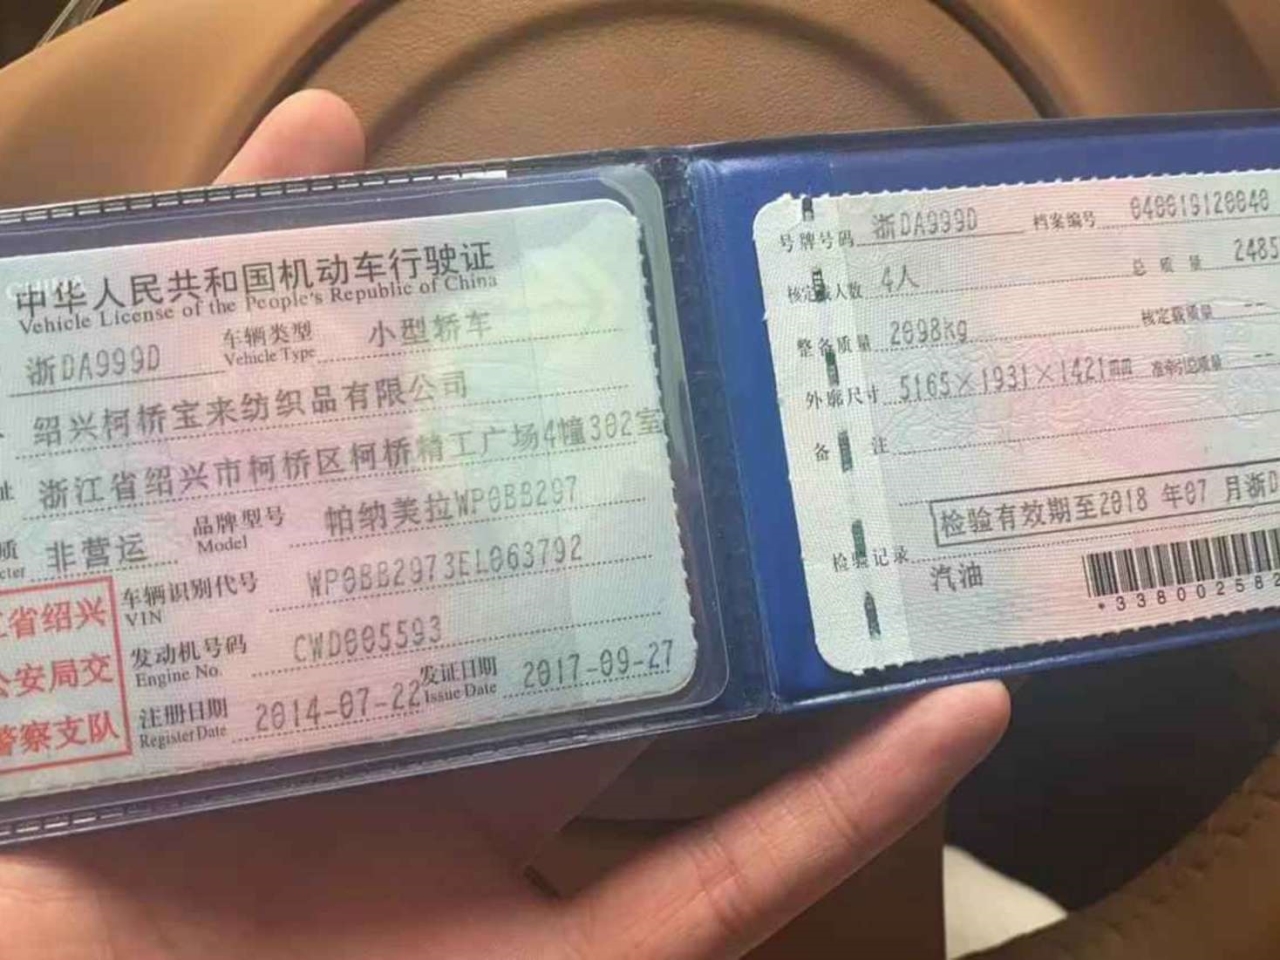 中华人民共和国机动车行驶证
Vehicle License of the People's Republic of China
浙DA999D 车辆类型 小型轿车
Vehicle Type
绍兴柯桥宝来纺织品有限公司
浙江省绍兴市柯桥区柯桥精工广场4幢302室
非营运 品牌型号 帕纳美拉WP0BB297
Model
车辆识别代号 WP0BB2973EL063792
VIN
发动机号码 CWD005593
Engine No.
注册日期 2014-07-22 发证日期 2017-09-27
Register Date Issue Date
省绍兴
公安局交
警察支队
号牌号码 浙DA999D 档案编号 040019120040
核定载人数 4人 总质量 2485
整备质量 2098kg 核定载质量 --
外廓尺寸 5165×1931×1421mm 准牵引总质量 --
备注
检验有效期至2018 年07 月浙D
检验记录
汽油
*338002582